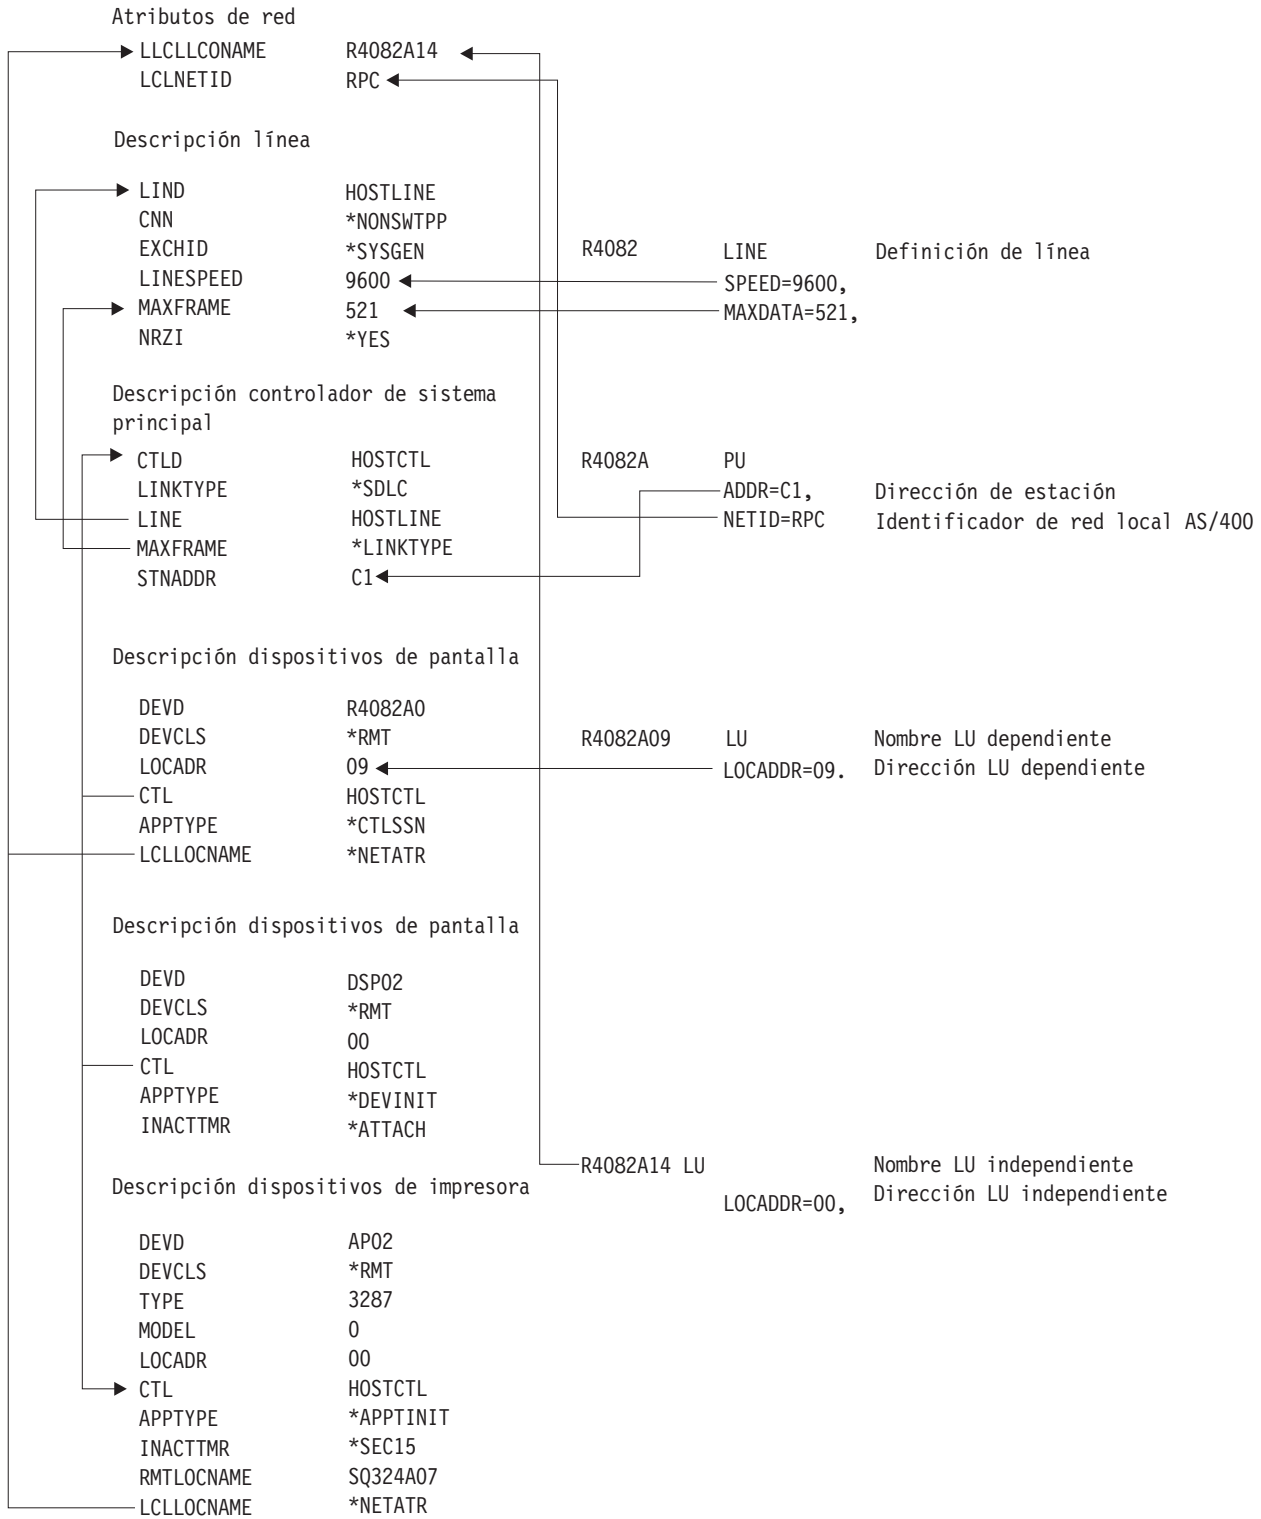 Atributos de red
LLCLLCONAME R4082A14
LCLNETID RPC
Descripción línea
LIND HOSTLINE
CNN *NONSWTPP
EXCHID *SYSGEN R4082 LINE Definición de línea
LINESPEED 9600 SPEED=9600,
MAXFRAME 521 MAXDATA=521,
NRZI *YES
Descripción controlador de sistema
principal
CTLD HOSTCTL R4082A PU
LINKTYPE *SDLC ADDR=C1, Dirección de estación
LINE HOSTLINE NETID=RPC Identificador de red local AS/400
MAXFRAME *LINKTYPE
STNADDR C1
Descripción dispositivos de pantalla
DEVD R4082A0
DEVCLS *RMT R4082A09 LU Nombre LU dependiente
LOCADR 09 LOCADDR=09. Dirección LU dependiente
CTL HOSTCTL
APPTYPE *CTLSSN
LCLLOCNAME *NETATR
Descripción dispositivos de pantalla
DEVD DSP02
DEVCLS *RMT
LOCADR 00
CTL HOSTCTL
APPTYPE *DEVINIT
INACTTMR *ATTACH
R4082A14 LU Nombre LU independiente
Descripción dispositivos de impresora
LOCADDR=00, Dirección LU independiente
DEVD AP02
DEVCLS *RMT
TYPE 3287
MODEL 0
LOCADR 00
CTL HOSTCTL
APPTYPE *APPTINIT
INACTTMR *SEC15
RMTLOCNAME SQ324A07
LCLLOCNAME *NETATR